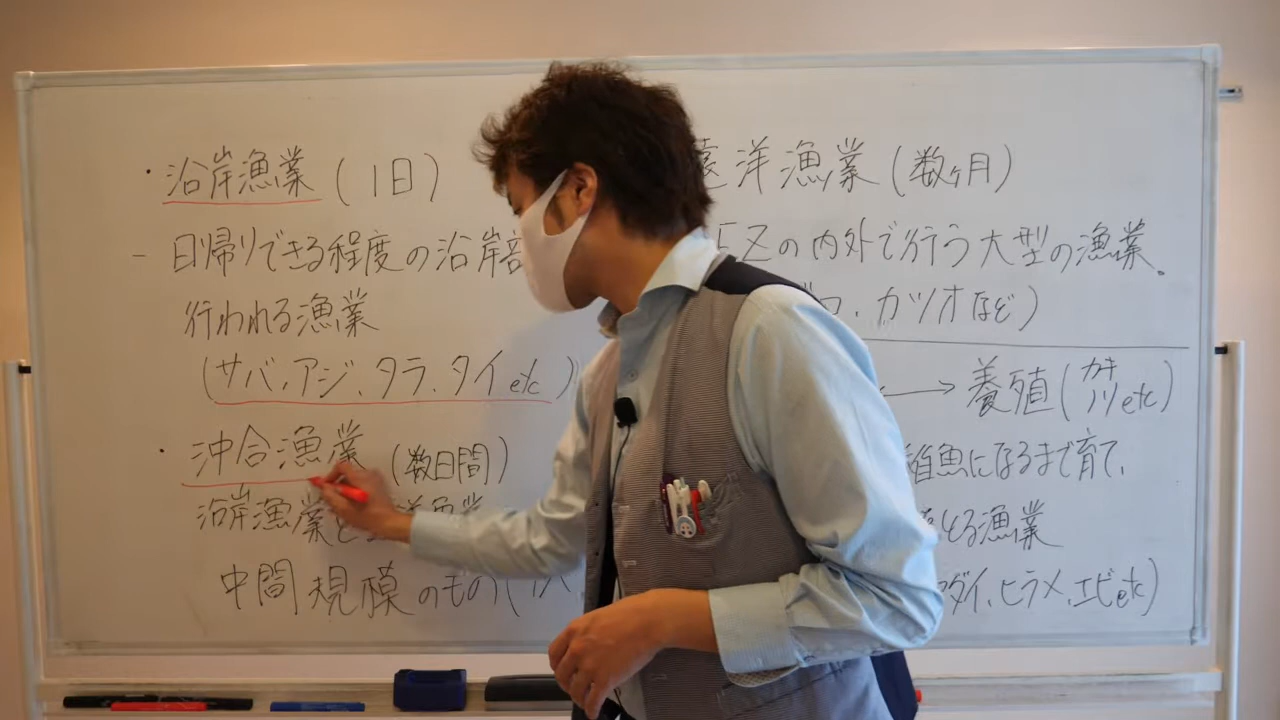 ・沿岸漁業(1日)
- 日帰りできる程度の沿岸部
行われる漁業
(サバ、アジ、タラ、タイetc)
・沖合漁業(数日間)
沿岸漁業と
中間規模のもの(
遠洋漁業(数ヶ月)
EZの内外で行う大型の漁業。
ロ、カツオなど)
⟷養殖(カキ ノリetc)
稚魚になるまで育て、
とる漁業
マダイ、ヒラメ、エビetc)